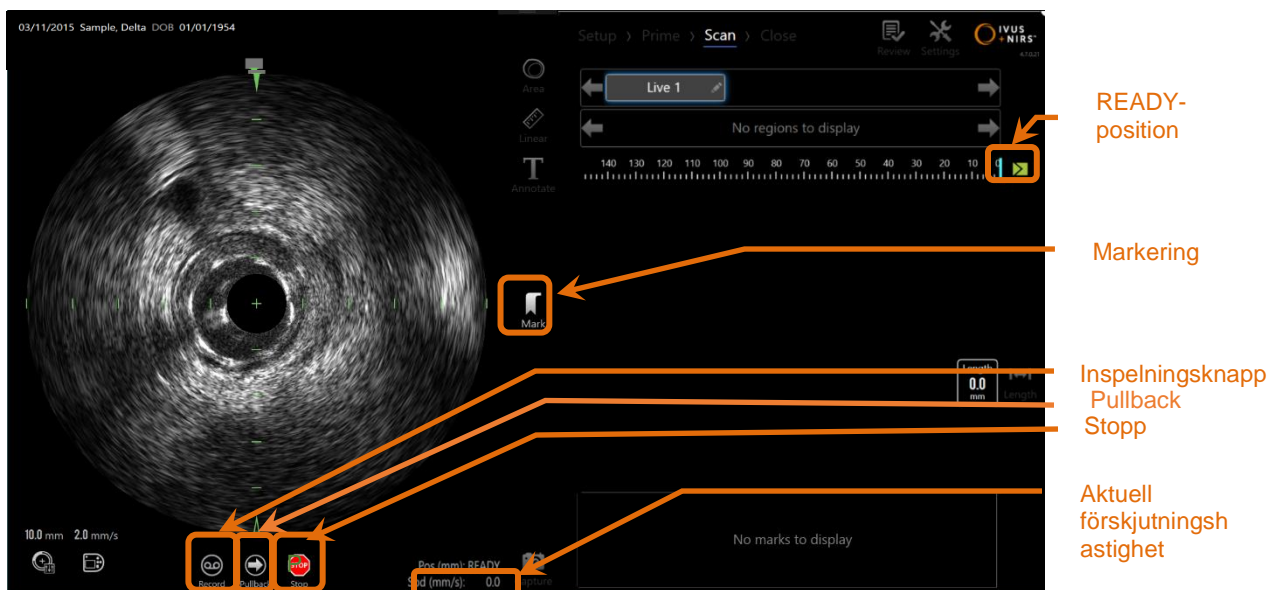 03/11/2015 Sample, Delta DOB 01/01/1954
Setup › Prime › Scan › Close
Review
Settings
IVUS
+NIRS™
Area
Linear
Annotate
Mark
Live 1
No regions to display
140 130 120 110 100 90 80 70 60 50 40 30 20 10 0
Length
0.0
mm
Length
No marks to display
10.0 mm 2.0 mm/s
Record
Pullback
STOP
Stop
Pos (mm): READY
Spd (mm/s): 0.0
READY-
position
Markering
Inspelningsknapp
Pullback
Stopp
Aktuell
förskjutningsh
astighet